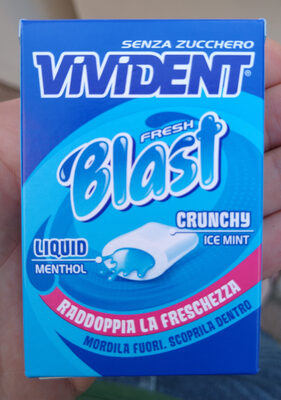 SENZA ZUCCHERO
ViViDENT®
FRESH
Blast
CRUNCHY
ICE MINT
LIQUID
MENTHOL
RADDOPPIA LA FRESCHEZZA
MORDILA FUORI, SCOPRILA DENTRO